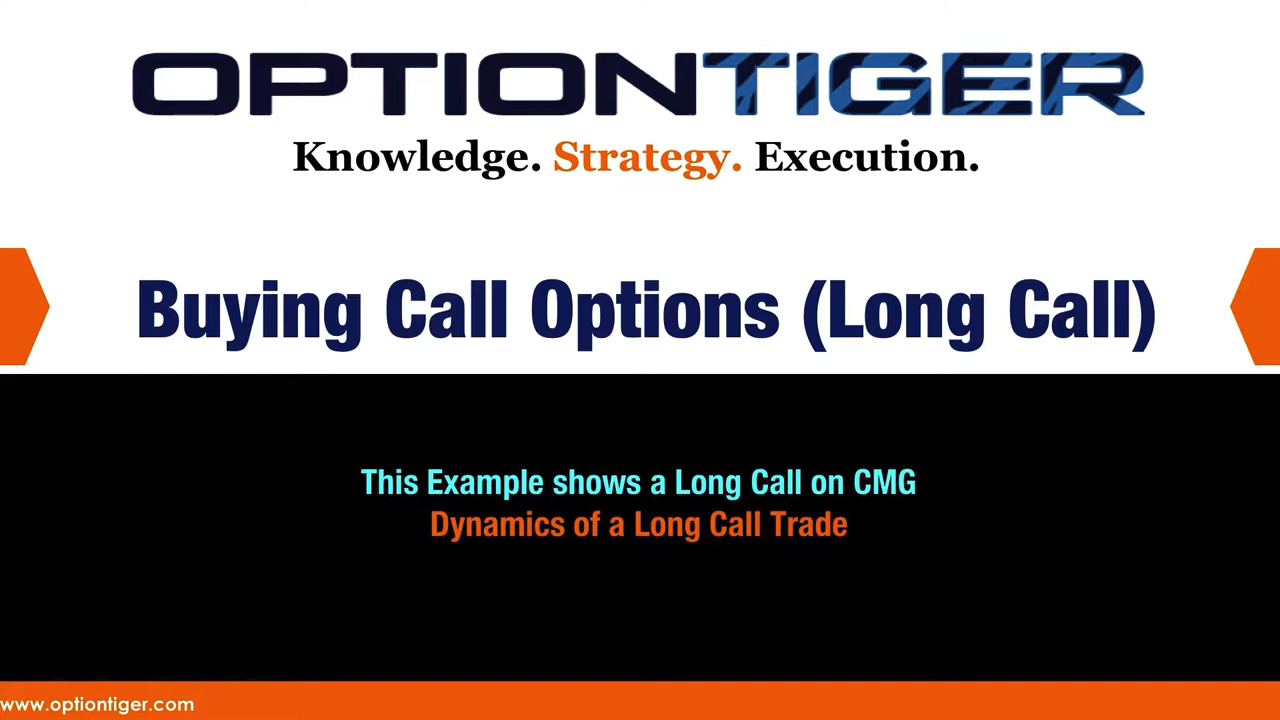 OPTIONTIGER
Knowledge. Strategy. Execution.
Buying Call Options (Long Call)
This Example shows a Long Call on CMG
Dynamics of a Long Call Trade
www.optiontiger.com